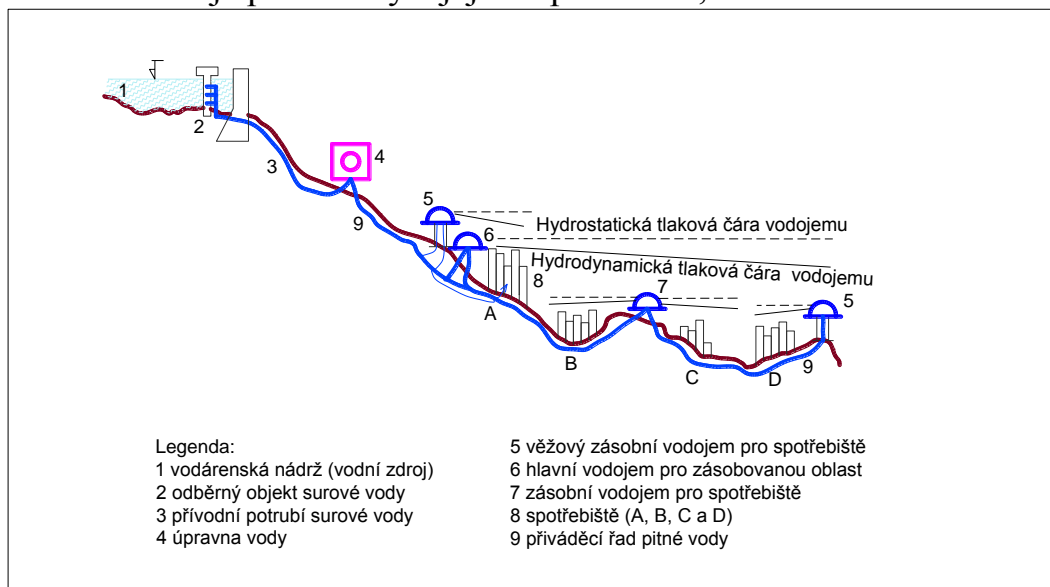 1
2
3
4
5
9
6
Hydrostatická tlaková čára vodojemu
Hydrodynamická tlaková čára vodojemu
8
7
5
A
B
C
D
9
Legenda:
1 vodárenská nádrž (vodní zdroj)
2 odběrný objekt surové vody
3 přívodní potrubí surové vody
4 úpravna vody
5 věžový zásobní vodojem pro spotřebiště
6 hlavní vodojem pro zásobovanou oblast
7 zásobní vodojem pro spotřebiště
8 spotřebiště (A, B, C a D)
9 přiváděcí řad pitné vody